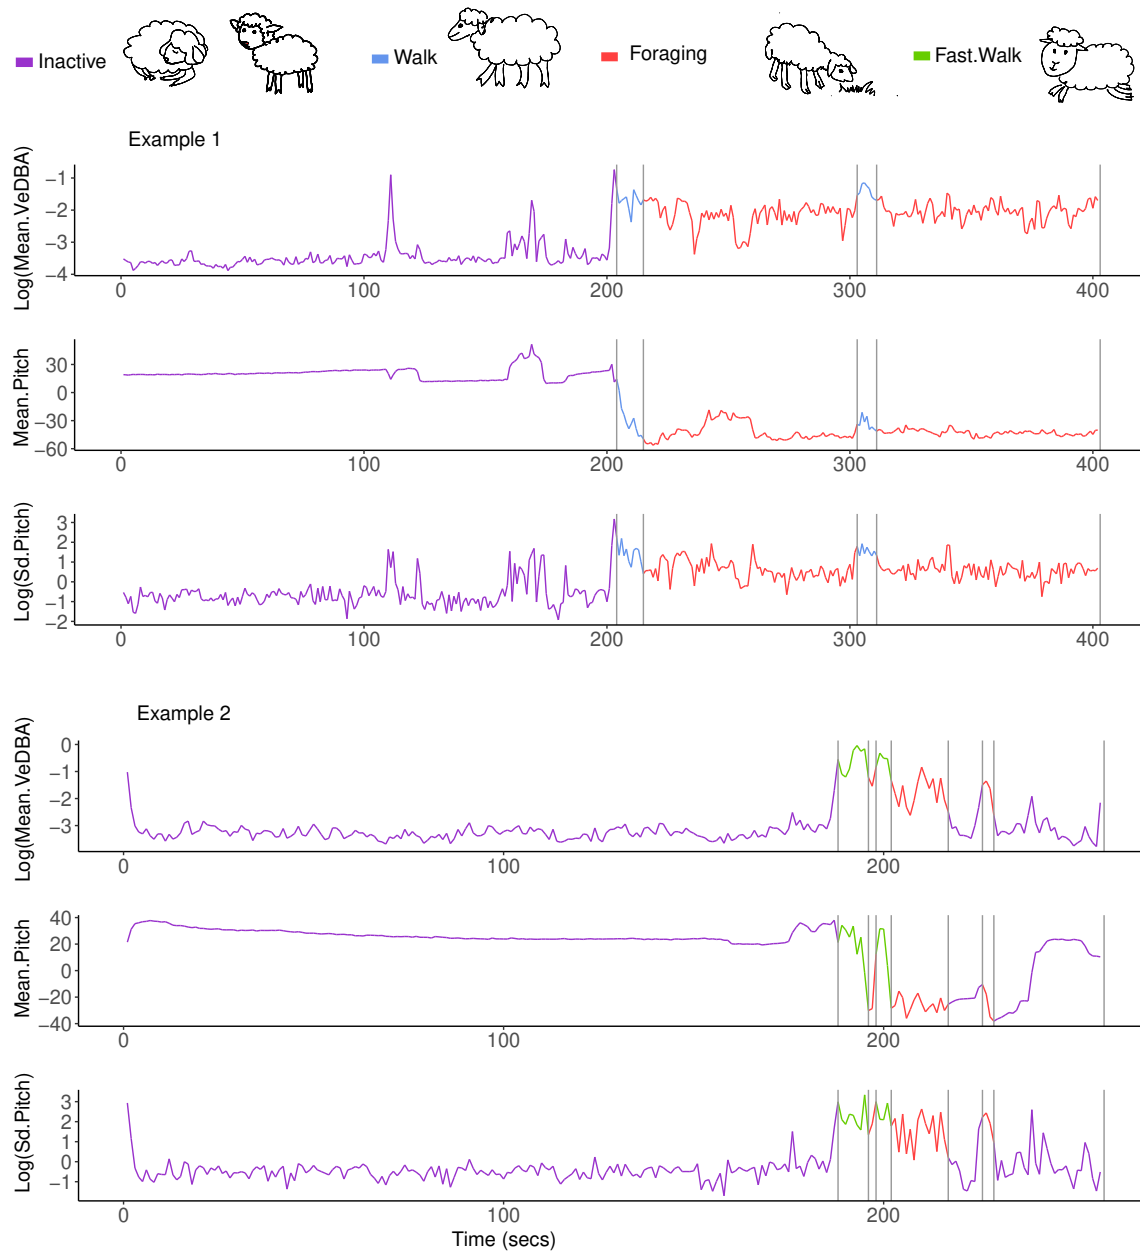 Inactive Walk Foraging Fast.Walk
Example 1
Log(Mean.VeDBA)
−1
−2
−3
−4
0 100 200 300 400
Mean.Pitch
30
0
−30
−60
0 100 200 300 400
Log(Sd.Pitch)
3
2
1
0
−1
−2
0 100 200 300 400
Example 2
Log(Mean.VeDBA)
0
−1
−2
−3
0 100 200
Mean.Pitch
40
20
0
−20
−40
0 100 200
Log(Sd.Pitch)
3
2
1
0
−1
0 100 200
Time (secs)